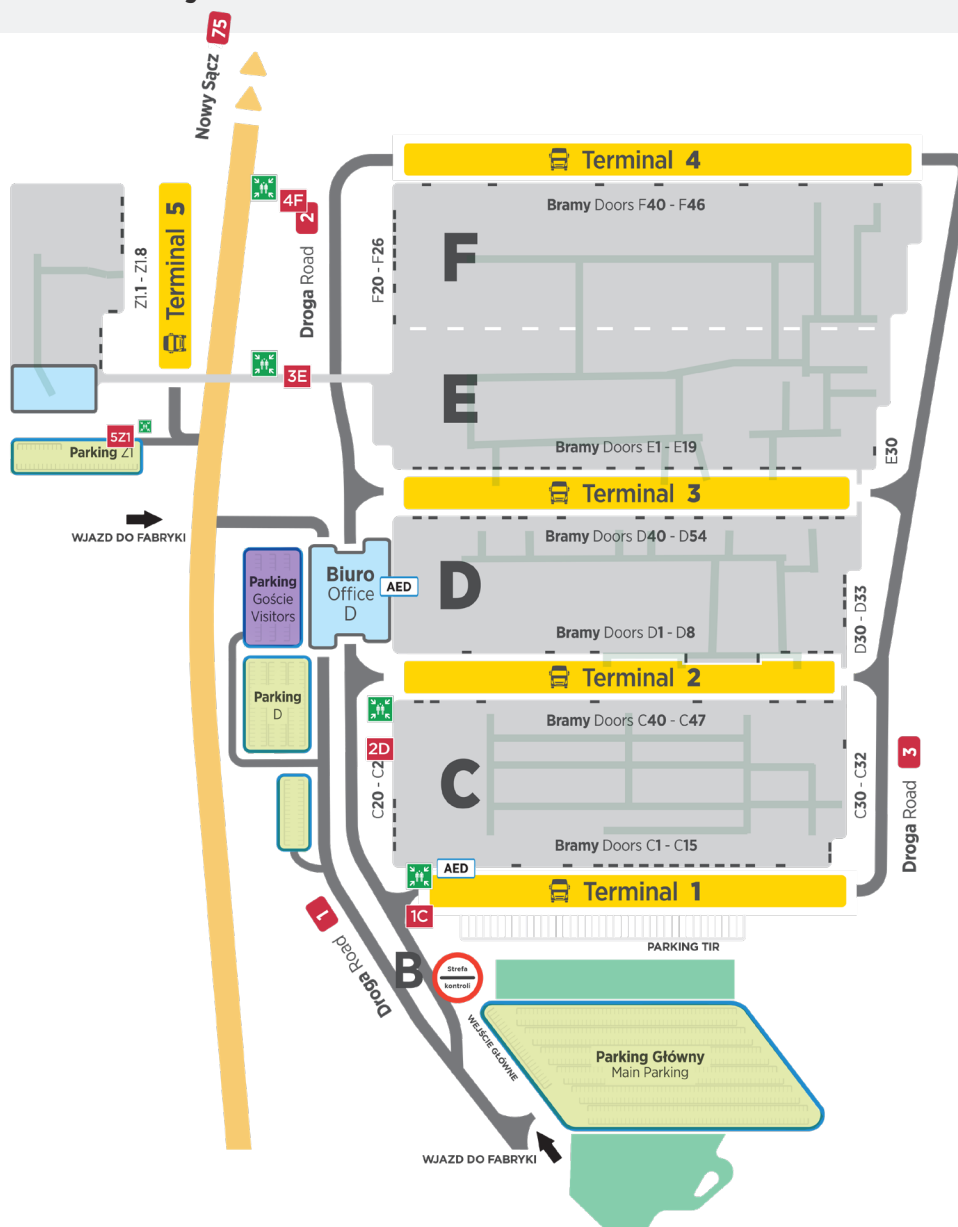 75
Nowy Sącz
Terminal 4
4F
2
Droga Road
Bramy Doors F40 - F46
F
F20 - F26
Terminal 5
Z1.1 - Z1.8
3E
E
Bramy Doors E1 - E19
E30
5Z1
Parking Z1
Terminal 3
WJAZD DO FABRYKI
Bramy Doors D40 - D54
Parking
Goście
Visitors
Biuro
Office
D
AED
D
D30 - D33
Bramy Doors D1 - D8
Terminal 2
Parking
D
Bramy Doors C40 - C47
2D
C20 - C2
C
C30 - C32
3
Droga Road
Bramy Doors C1 - C15
AED
Terminal 1
1C
1
Droga Road
PARKING TIR
B
Strefa
kontroli
WEJŚCIE GŁÓWNE
Parking Główny
Main Parking
WJAZD DO FABRYKI